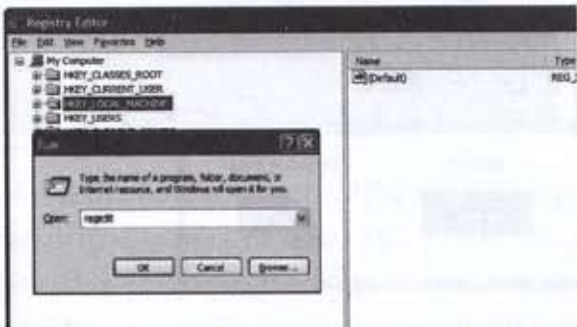 Registry Editor
File Edit View Favorites Help
My Computer
HKEY_CLASSES_ROOT
HKEY_CURRENT_USER
HKEY_LOCAL_MACHINE
HKEY_USERS
Name Type
(Default)
Run
Type the name of a program, folder, document, or
Internet resource, and Windows will open it for you.
Open: regedit
OK Cancel Browse...